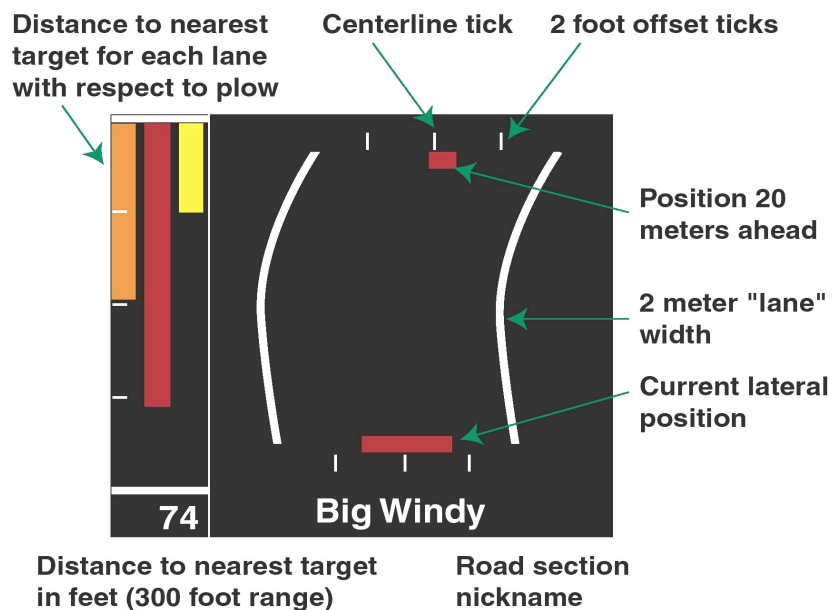 Distance to nearest
target for each lane
with respect to plow
Centerline tick
2 foot offset ticks
Position 20
meters ahead
2 meter "lane"
width
Current lateral
position
74
Big Windy
Distance to nearest target
in feet (300 foot range)
Road section
nickname